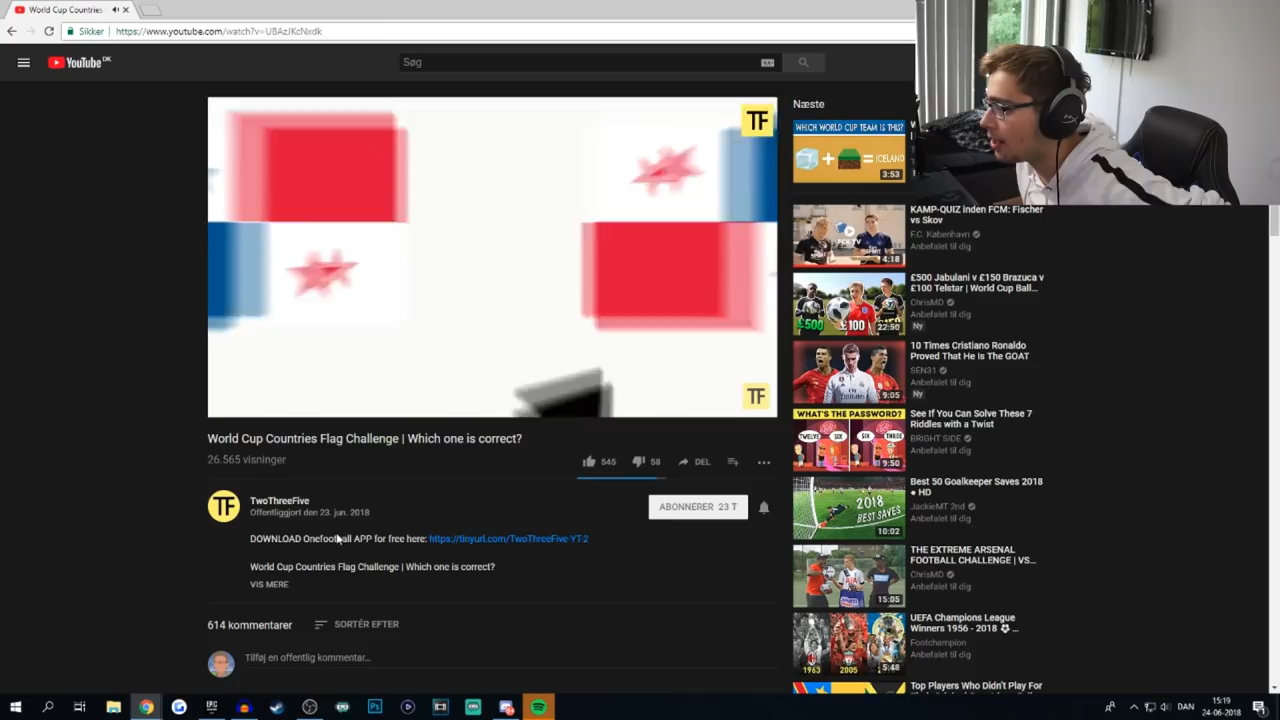 World Cup Countries
Sikker
https://www.youtube.com/watch?v=UBAzJKcNxdk
YouTube DK
Søg
TF
TF
World Cup Countries Flag Challenge | Which one is correct?
26.565 visninger
545
58
DEL
TF
TwoThreeFive
Offentliggjort den 23. jun. 2018
ABONNERER 23 T
DOWNLOAD Onefootball APP for free here: https://tinyurl.com/TwoThreeFive-YT-2
World Cup Countries Flag Challenge | Which one is correct?
VIS MERE
614 kommentarer
SORTÉR EFTER
Tilføj en offentlig kommentar...
Næste
WHICH WORLD CUP TEAM IS THIS?
+ = ICELAND
3:53
KAMP-QUIZ inden FCM: Fischer
vs Skov
F.C. København
Anbefalet til dig
4:18
£500 Jabulani v £150 Brazuca v
£100 Telstar | World Cup Ball...
ChrisMD
Anbefalet til dig
Ny
£500
£100
22:50
10 Times Cristiano Ronaldo
Proved That He Is The GOAT
SEN31
Anbefalet til dig
Ny
9:05
WHAT'S THE PASSWORD?
TWELVE
SIX
SIX
THREE
9:50
See If You Can Solve These 7
Riddles with a Twist
BRIGHT SIDE
Anbefalet til dig
2018
BEST SAVES
10:02
Best 50 Goalkeeper Saves 2018
● HD
JackieMT 2nd
Anbefalet til dig
THE EXTREME ARSENAL
FOOTBALL CHALLENGE | VS...
ChrisMD
Anbefalet til dig
15:05
UEFA Champions League
Winners 1956 - 2018 ⚽ ...
Footchampion
Anbefalet til dig
1963
2005
5:48
Top Players Who Didn't Play For
DAN
15:19
24-06-2018